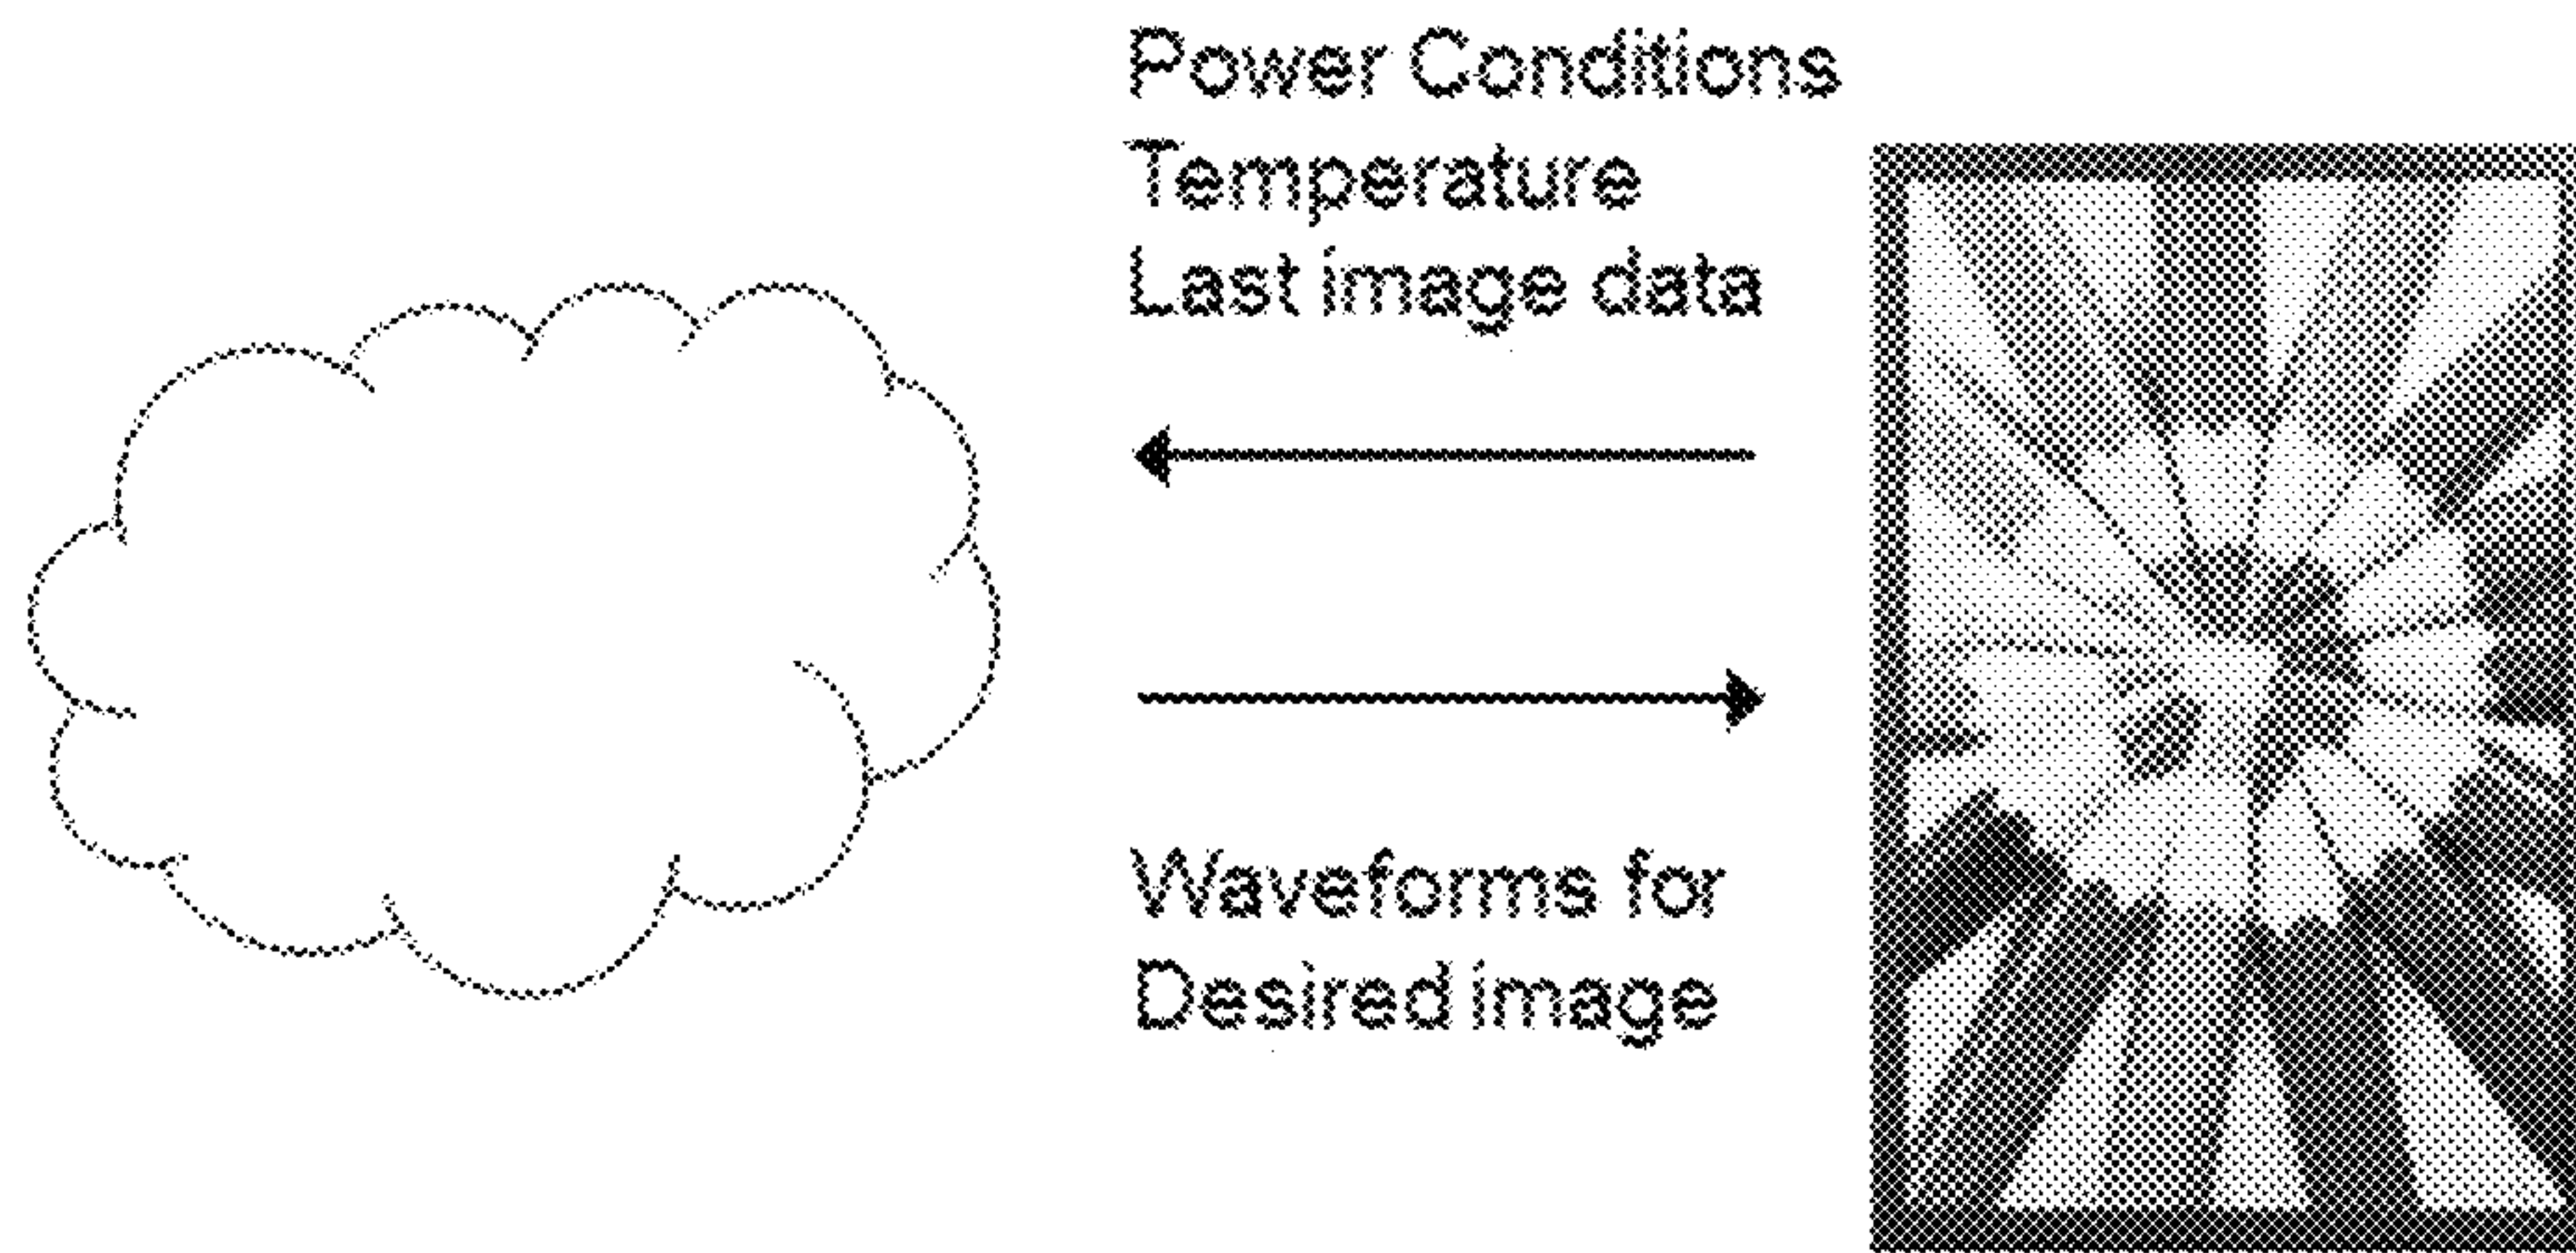 Power Conditions
Temperature
Last image data
Waveforms for
Desired image